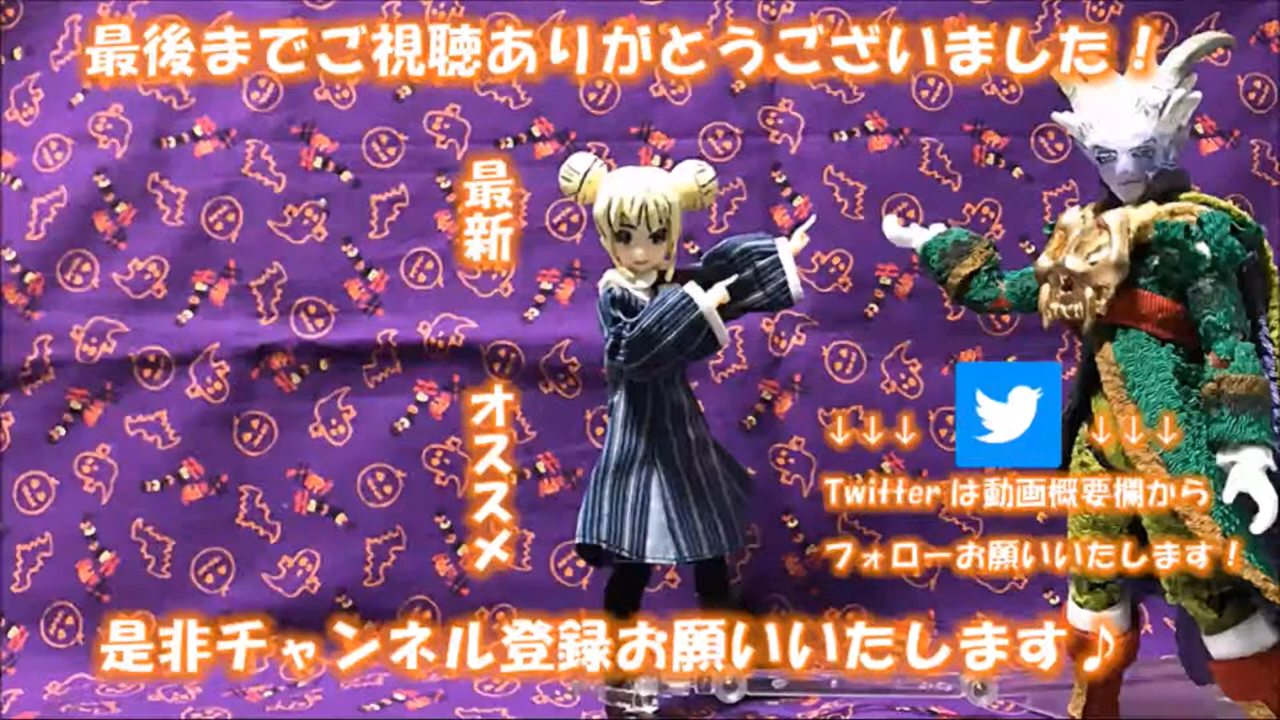 最後までご視聴ありがとうございました!
最新
オススメ
↓↓↓ ↓↓↓
Twitterは動画概要欄から
フォローお願いいたします!
是非チャンネル登録お願いいたします♪